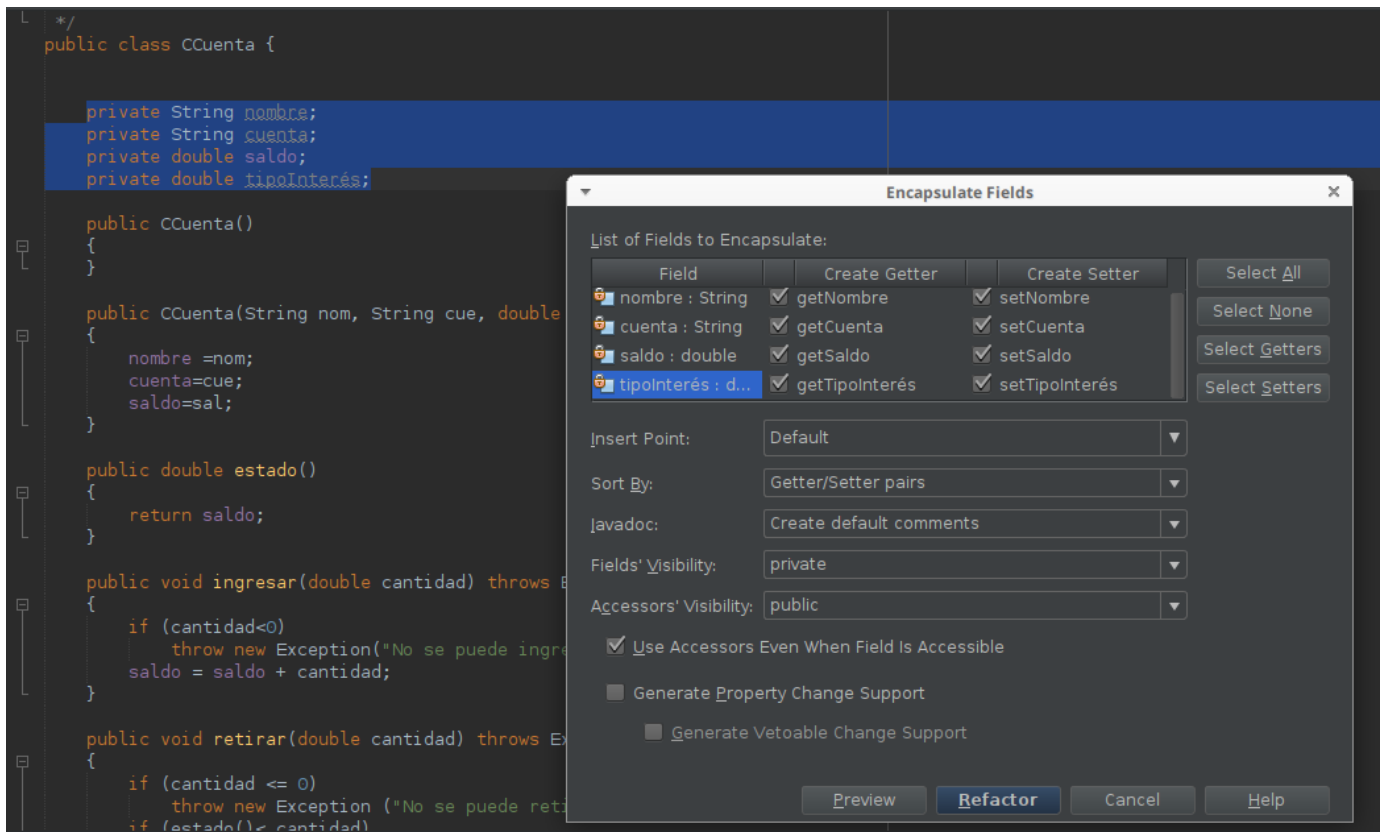 */
public class CCuenta {
private String nombre;
private String cuenta;
private double saldo;
private double tipoInterés;
public CCuenta()
{
}
public CCuenta(String nom, String cue, double
{
nombre =nom;
cuenta=cue;
saldo=sal;
}
public double estado()
{
return saldo;
}
public void ingresar(double cantidad) throws E
{
if (cantidad<0)
throw new Exception("No se puede ingre
saldo = saldo + cantidad;
}
public void retirar(double cantidad) throws Ex
{
if (cantidad <= 0)
throw new Exception ("No se puede reti
if (estado()< cantidad)
Encapsulate Fields
List of Fields to Encapsulate:
Field Create Getter Create Setter
nombre : String getNombre setNombre
cuenta : String getCuenta setCuenta
saldo : double getSaldo setSaldo
tipoInterés : d... getTipoInterés setTipoInterés
Select All
Select None
Select Getters
Select Setters
Insert Point: Default
Sort By: Getter/Setter pairs
Javadoc: Create default comments
Fields' Visibility: private
Accessors' Visibility: public
Use Accessors Even When Field Is Accessible
Generate Property Change Support
Generate Vetoable Change Support
Preview Refactor Cancel Help